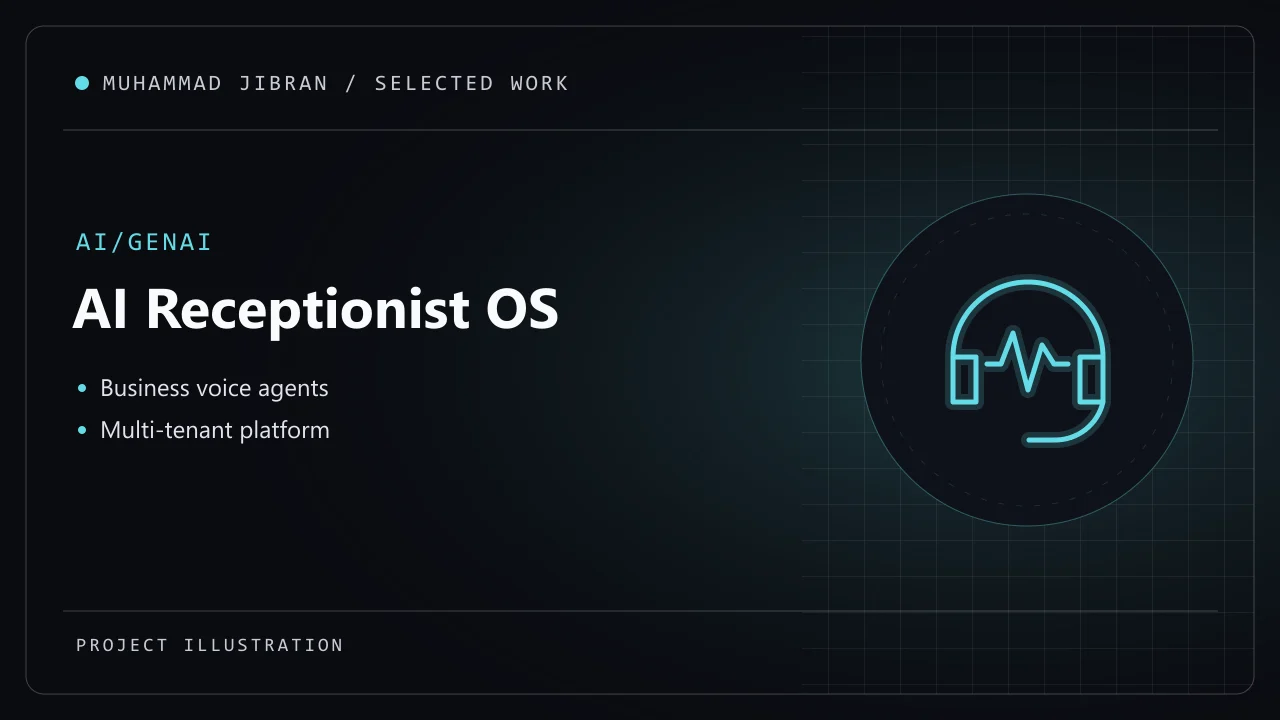 MUHAMMAD JIBRAN / SELECTED WORK
AI/GENAI
AI Receptionist OS
• Business voice agents
• Multi-tenant platform
PROJECT ILLUSTRATION